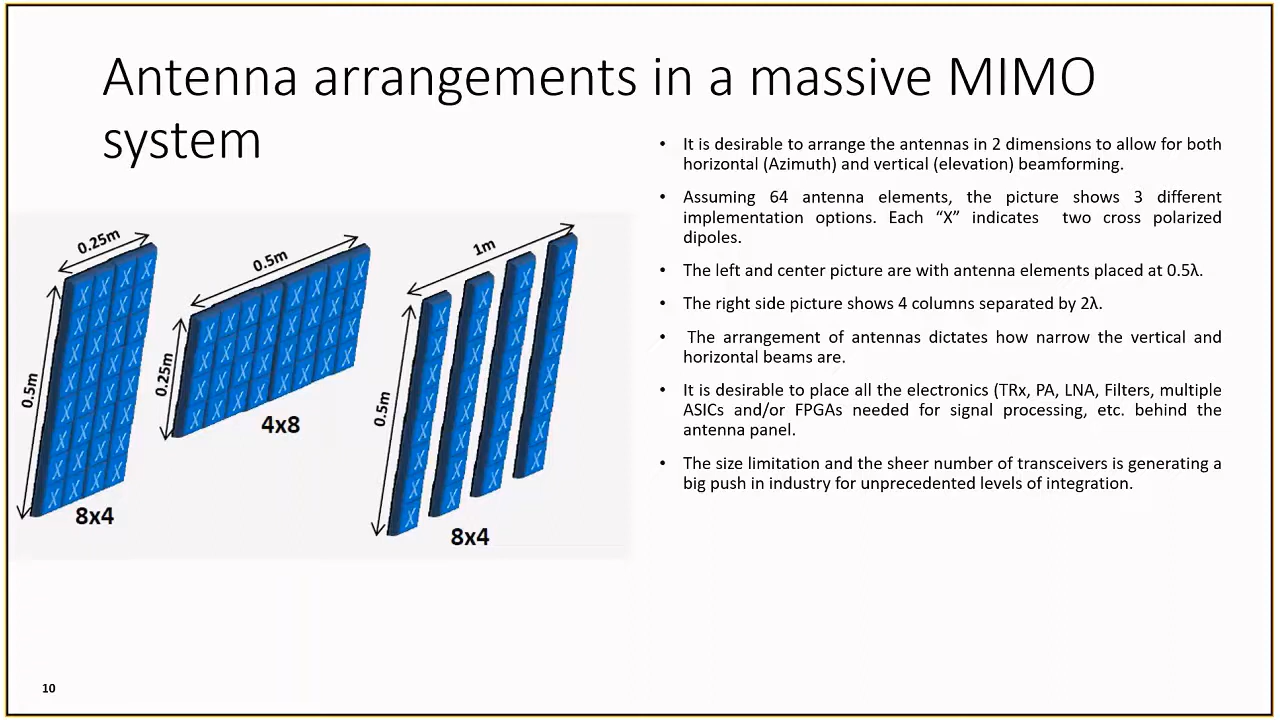 Antenna arrangements in a massive MIMO
system
0.25m
0.5m
X X X X
X X X X
X X X X
X X X X
X X X X
X X X X
X X X X
X X X X
8x4
0.5m
0.25m
X X X X X X X X
X X X X X X X X
X X X X X X X X
X X X X X X X X
4x8
1m
0.5m
X X X X
X X X X
X X X X
X X X X
X X X X
X X X X
X X X X
X X X X
8x4
• It is desirable to arrange the antennas in 2 dimensions to allow for both
horizontal (Azimuth) and vertical (elevation) beamforming.
• Assuming 64 antenna elements, the picture shows 3 different
implementation options. Each “X” indicates two cross polarized
dipoles.
• The left and center picture are with antenna elements placed at 0.5λ.
• The right side picture shows 4 columns separated by 2λ.
• The arrangement of antennas dictates how narrow the vertical and
horizontal beams are.
• It is desirable to place all the electronics (TRx, PA, LNA, Filters, multiple
ASICs and/or FPGAs needed for signal processing, etc. behind the
antenna panel.
• The size limitation and the sheer number of transceivers is generating a
big push in industry for unprecedented levels of integration.
10